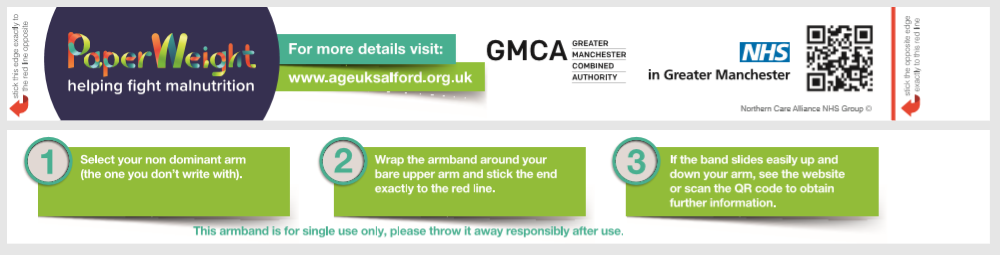 stick this edge exactly to
the red line opposite
PaperWeight
helping fight malnutrition
For more details visit:
www.ageuksalford.org.uk
GMCA
GREATER
MANCHESTER
COMBINED
AUTHORITY
NHS
in Greater Manchester
Northern Care Alliance NHS Group ©
stick the opposite edge
exactly to this red line
1
Select your non dominant arm
(the one you don't write with).
2
Wrap the armband around your
bare upper arm and stick the end
exactly to the red line.
3
If the band slides easily up and
down your arm, see the website
or scan the QR code to obtain
further information.
This armband is for single use only, please throw it away responsibly after use.